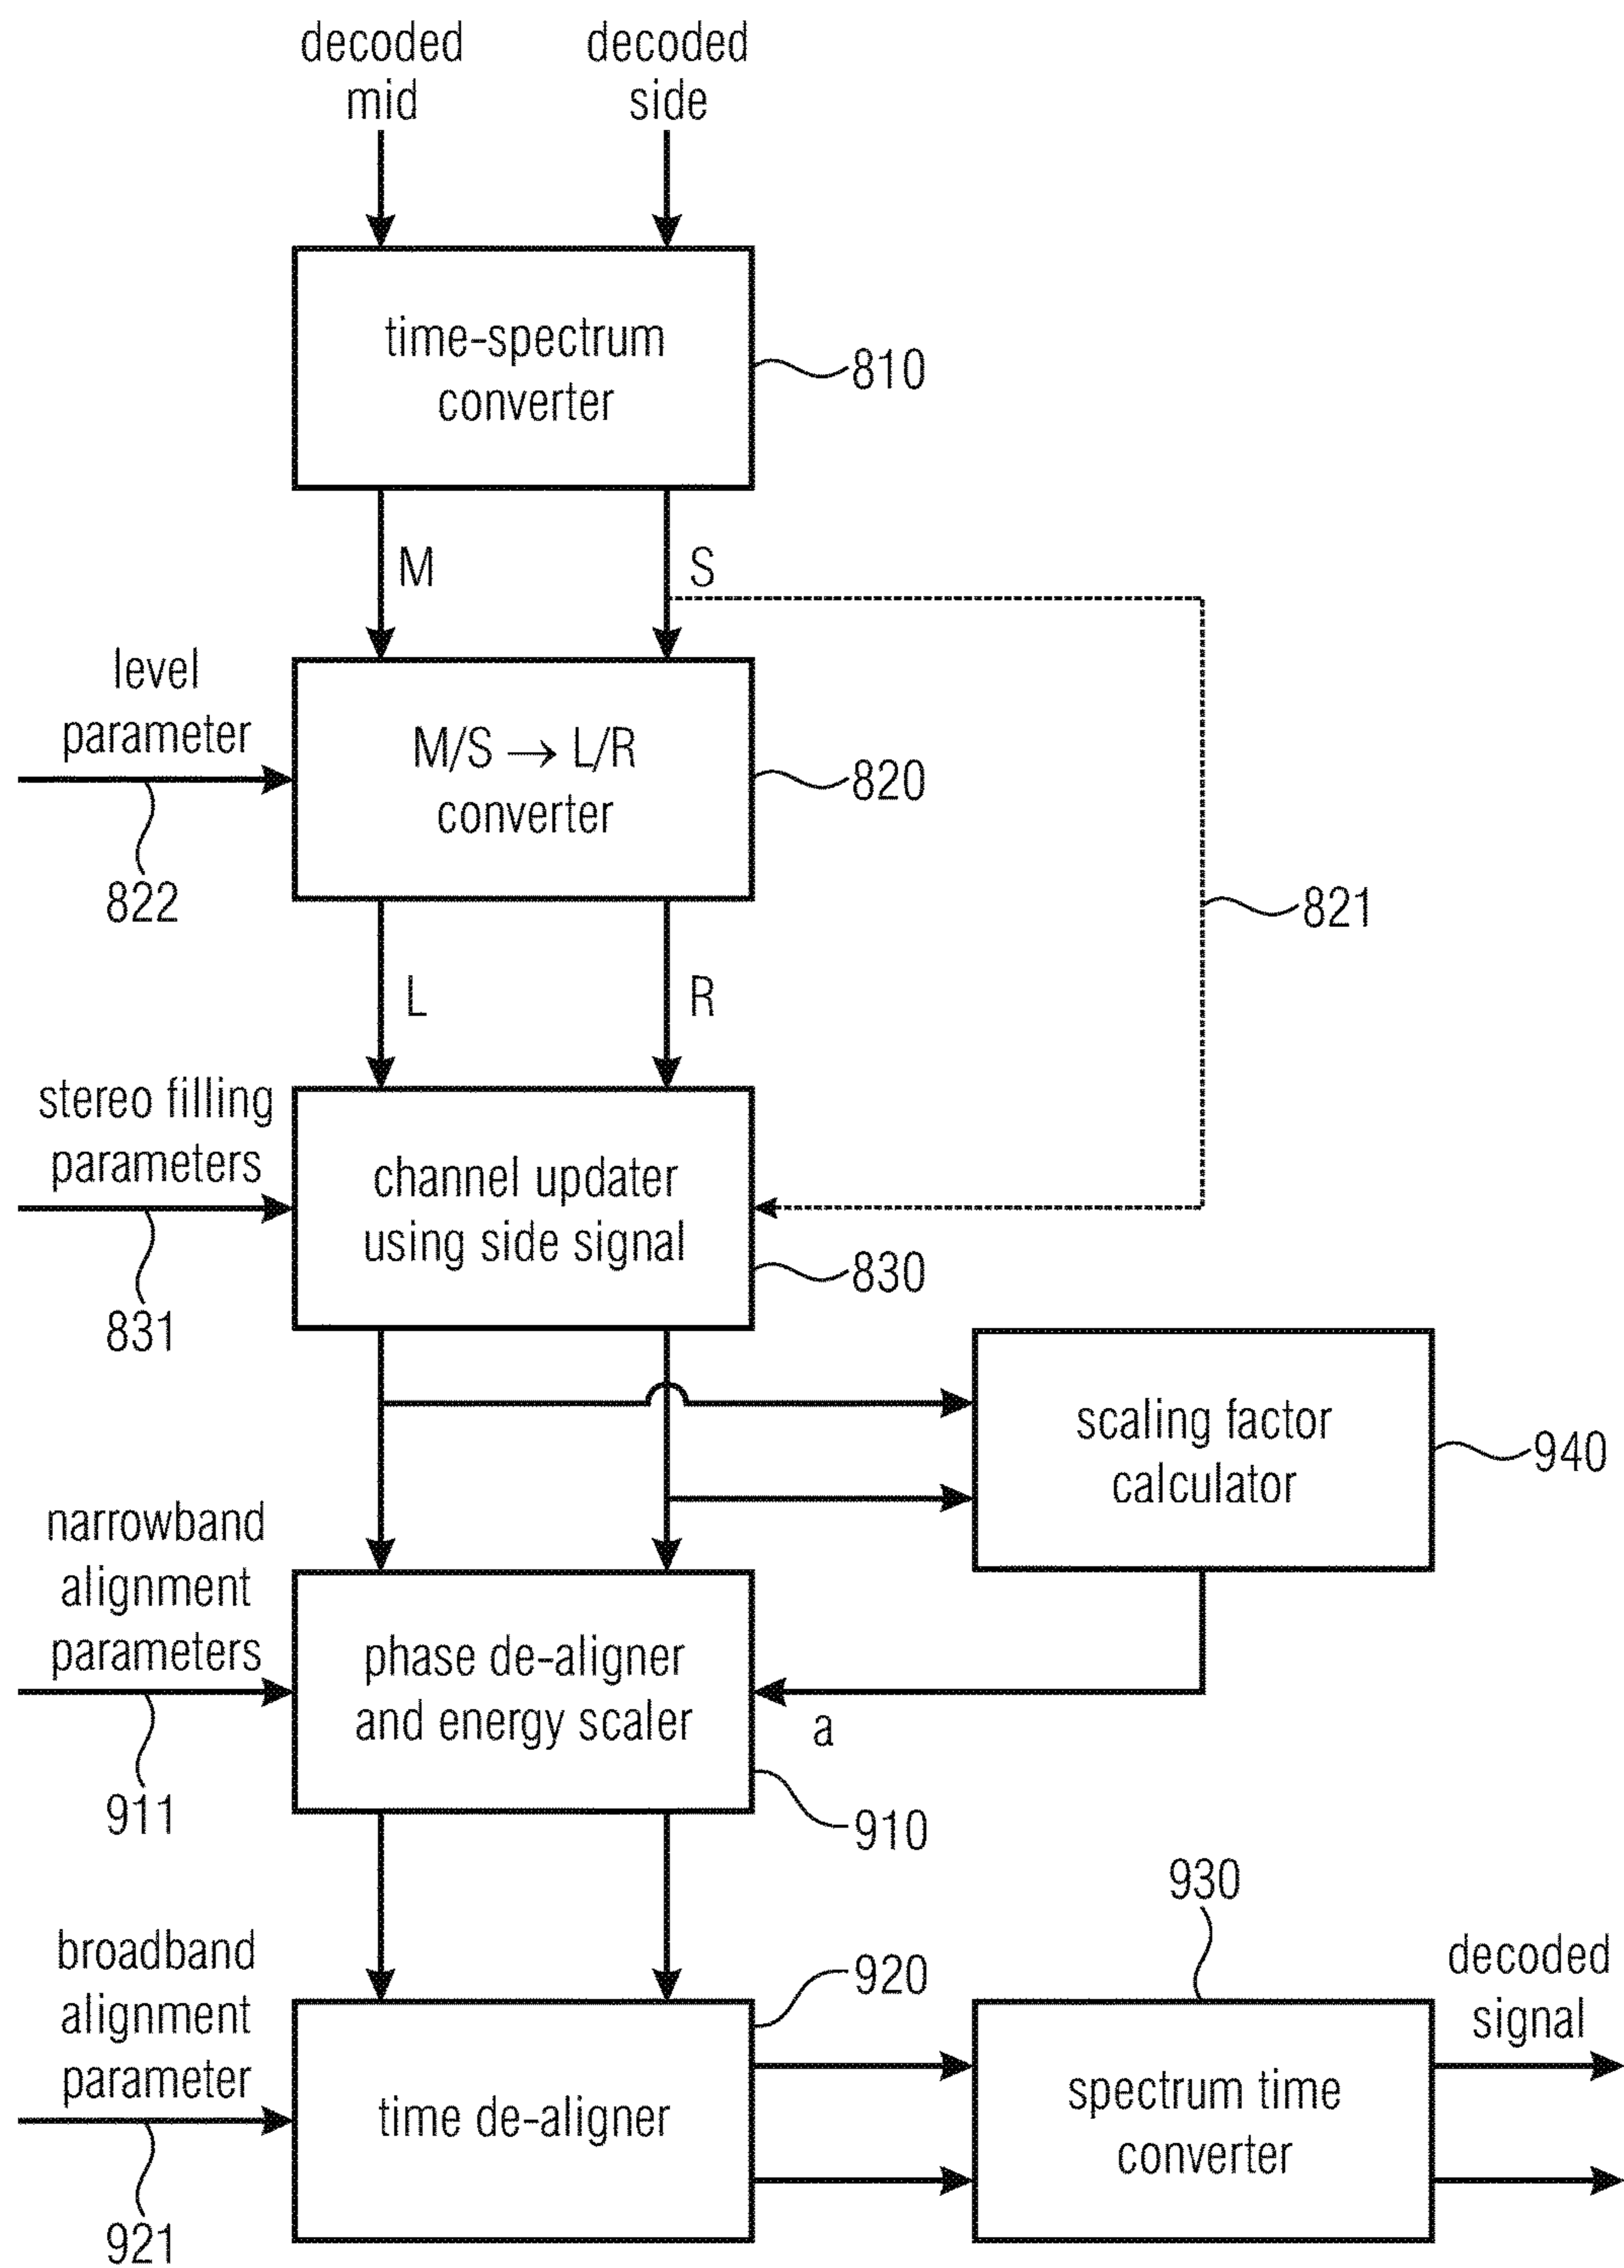 decoded
mid
decoded
side
time-spectrum
converter
810
M
S
level
parameter
822
M/S → L/R
converter
820
821
L
R
stereo filling
parameters
831
channel updater
using side signal
830
scaling factor
calculator
940
narrowband
alignment
parameters
911
phase de-aligner
and energy scaler
a
910
broadband
alignment
parameter
921
time de-aligner
920
930
spectrum time
converter
decoded
signal